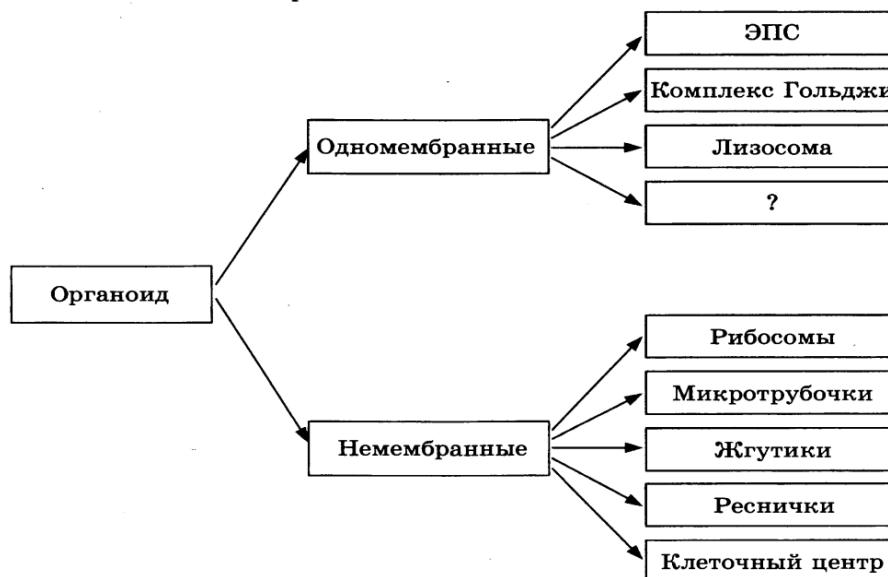 ЭПС
Комплекс Гольджи
Одномембранные
Лизосома
?
Органоид
Рибосомы
Микротрубочки
Немембранные
Жгутики
Реснички
Клеточный центр